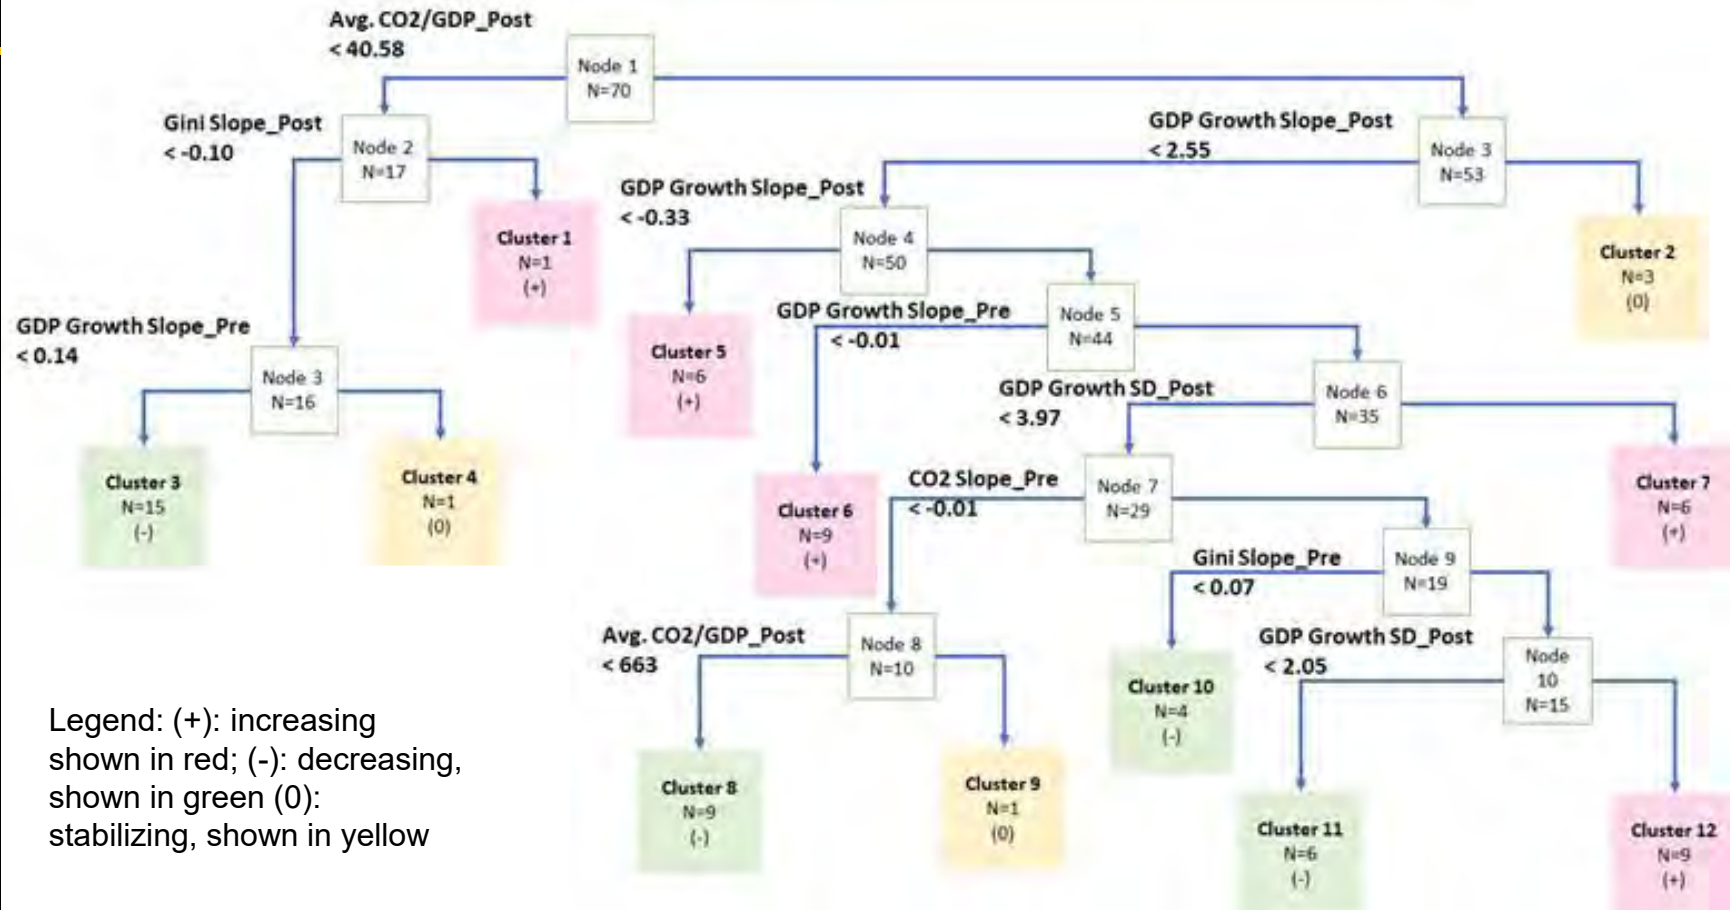 Avg. CO2/GDP_Post
< 40.58
Node 1
N=70
Gini Slope_Post
< -0.10
Node 2
N=17
GDP Growth Slope_Post
< 2.55
Node 3
N=53
GDP Growth Slope_Post
< -0.33
Node 4
N=50
Cluster 1
N=1
(+)
Cluster 2
N=3
(0)
GDP Growth Slope_Pre
< 0.14
Node 3
N=16
GDP Growth Slope_Pre
< -0.01
Node 5
N=44
Cluster 5
N=6
(+)
GDP Growth SD_Post
< 3.97
Node 6
N=35
Cluster 3
N=15
(-)
Cluster 4
N=1
(0)
CO2 Slope_Pre
< -0.01
Node 7
N=29
Cluster 6
N=9
(+)
Cluster 7
N=6
(+)
Gini Slope_Pre
< 0.07
Node 9
N=19
Avg. CO2/GDP_Post
< 663
Node 8
N=10
GDP Growth SD_Post
< 2.05
Node
10
N=15
Cluster 10
N=4
(-)
Cluster 8
N=9
(-)
Cluster 9
N=1
(0)
Cluster 11
N=6
(-)
Cluster 12
N=9
(+)
Legend: (+): increasing
shown in red; (-): decreasing,
shown in green (0):
stabilizing, shown in yellow